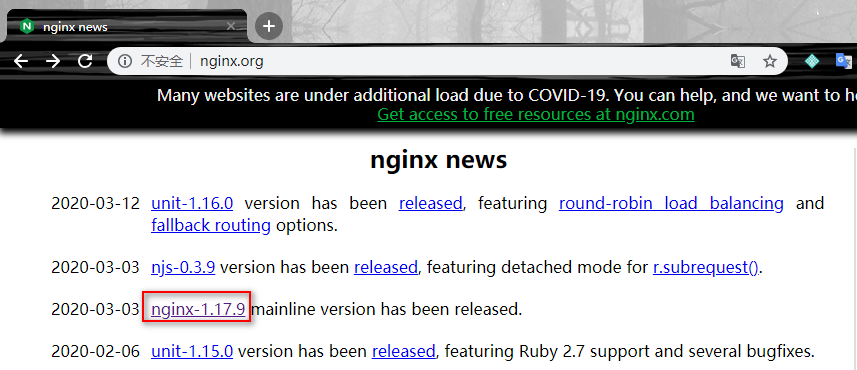 nginx news
不安全 | nginx.org
Many websites are under additional load due to COVID-19. You can help, and we want to
Get access to free resources at nginx.com
nginx news
2020-03-12 unit-1.16.0 version has been released, featuring round-robin load balancing and
fallback routing options.
2020-03-03 njs-0.3.9 version has been released, featuring detached mode for r.subrequest().
2020-03-03 nginx-1.17.9 mainline version has been released.
2020-02-06 unit-1.15.0 version has been released, featuring Ruby 2.7 support and several bugfixes.